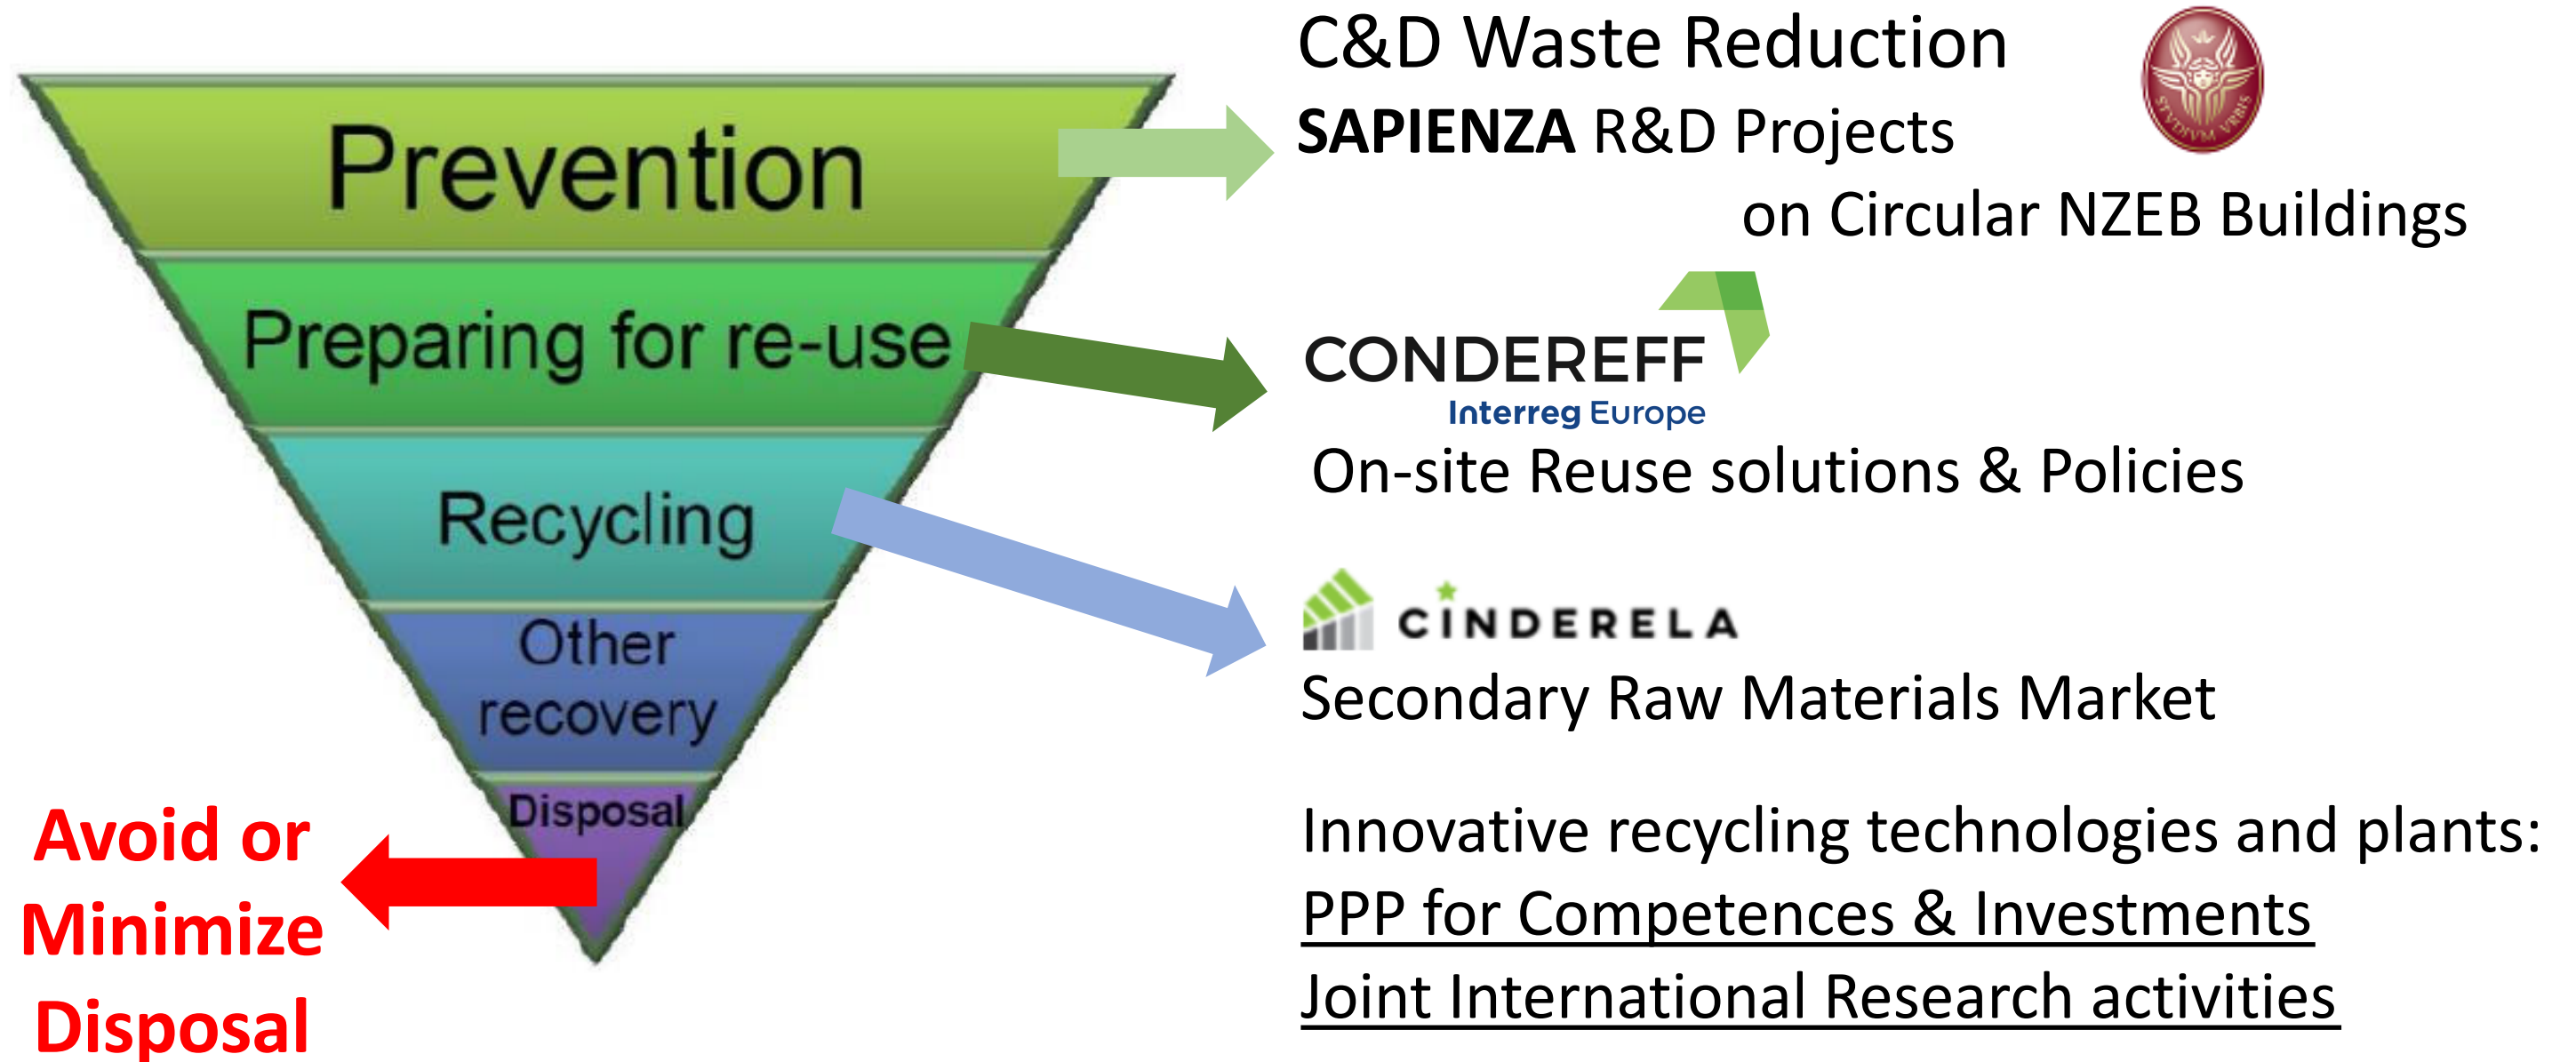 Prevention
Preparing for re-use
Recycling
Other
recovery
Disposal
Avoid or
Minimize
Disposal
C&D Waste Reduction
SAPIENZA R&D Projects
on Circular NZEB Buildings
STVDIVM VRBIS
CONDEREFF
Interreg Europe
On-site Reuse solutions & Policies
CINDERELA
Secondary Raw Materials Market
Innovative recycling technologies and plants:
PPP for Competences & Investments
Joint International Research activities